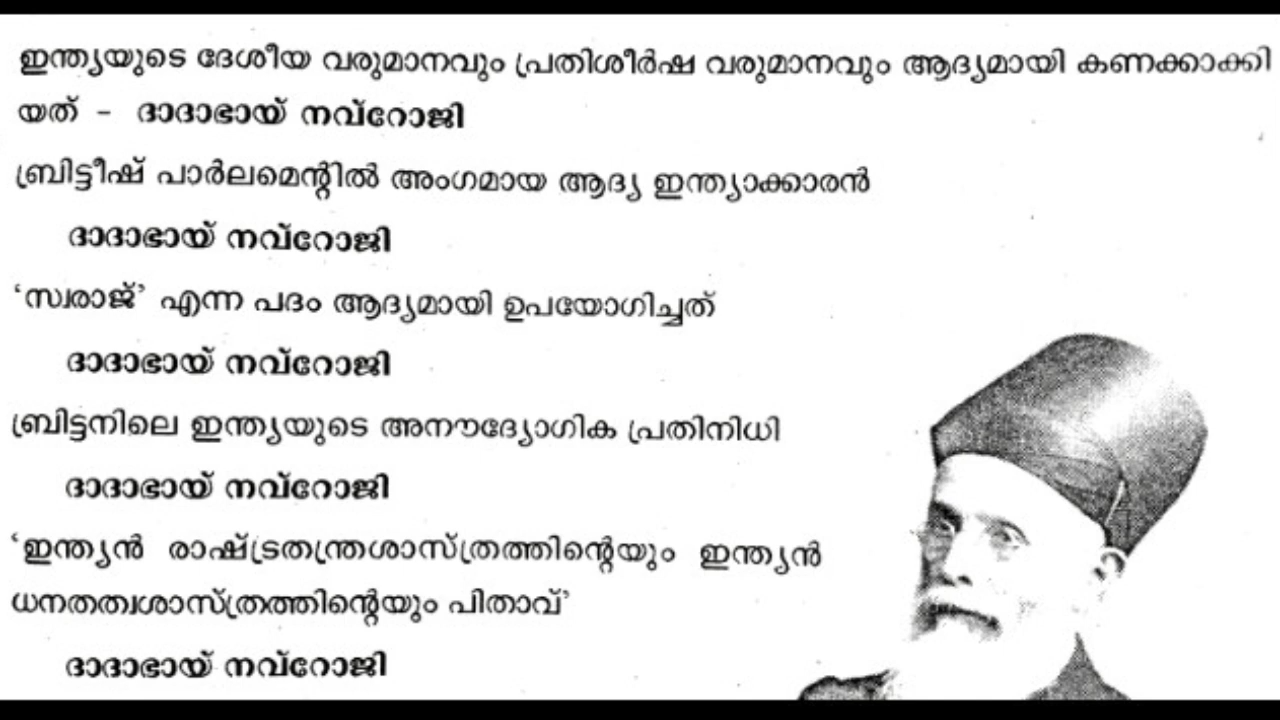 ഇന്ത്യയുടെ ദേശീയ വരുമാനവും പ്രതിശീർഷ വരുമാനവും ആദ്യമായി കണക്കാക്കി
യത് - ദാദാഭായ് നവ്റോജി
ബ്രിട്ടീഷ് പാർലമെന്റിൽ അംഗമായ ആദ്യ ഇന്ത്യാക്കാരൻ
ദാദാഭായ് നവ്റോജി
‘സ്വരാജ്’ എന്ന പദം ആദ്യമായി ഉപയോഗിച്ചത്
ദാദാഭായ് നവ്റോജി
ബ്രിട്ടനിലെ ഇന്ത്യയുടെ അനൗദ്യോഗിക പ്രതിനിധി
ദാദാഭായ് നവ്റോജി
‘ഇന്ത്യൻ രാഷ്ട്രതന്ത്രശാസ്ത്രത്തിന്റെയും ഇന്ത്യൻ
ധനതത്വശാസ്ത്രത്തിന്റെയും പിതാവ്’
ദാദാഭായ് നവ്റോജി